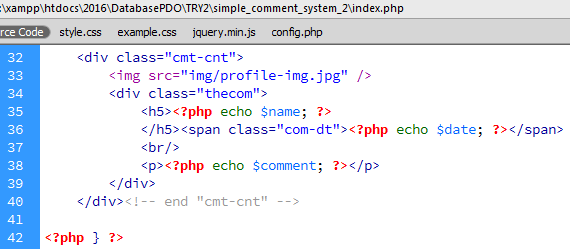 x:\xampp\htdocs\2016\DatabasePDO\TRY2\simple_comment_system_2\index.php
rce Code style.css example.css jquery.min.js config.php
32 <div class="cmt-cnt">
33 <img src="img/profile-img.jpg" />
34 <div class="thecom">
35 <h5><?php echo $name; ?>
36 </h5><span class="com-dt"><?php echo $date; ?></span>
37 <br/>
38 <p><?php echo $comment; ?></p>
39 </div>
40 </div><!-- end "cmt-cnt" -->
41
42 <?php } ?>